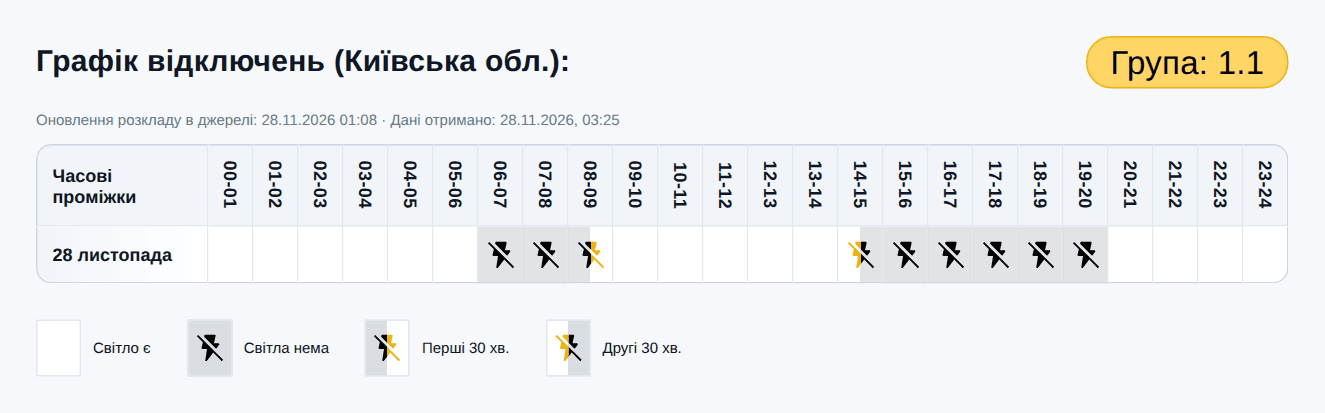 Графік відключень (Київська обл.):
Група: 1.1
Оновлення розкладу в джерелі: 28.11.2026 01:08 · Дані отримано: 28.11.2026, 03:25
Часові
проміжки
00-01
01-02
02-03
03-04
04-05
05-06
06-07
07-08
08-09
09-10
10-11
11-12
12-13
13-14
14-15
15-16
16-17
17-18
18-19
19-20
20-21
21-22
22-23
23-24
28 листопада
Світло є
Світла нема
Перші 30 хв.
Другі 30 хв.